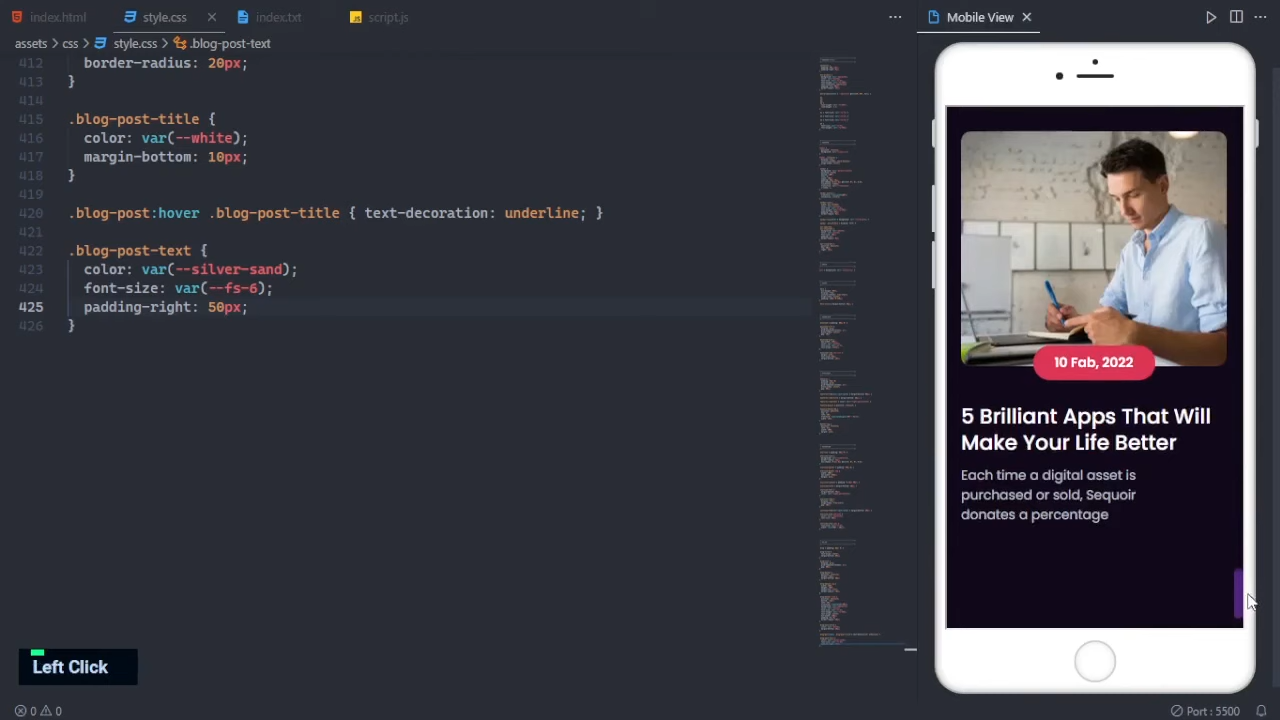 index.html
style.css
index.txt
JS script.js
Mobile View
assets > css > style.css > .blog-post-text
412 border-radius: 20px;
413 }
414
415 .blog-post-title {
416 color: var(--white);
417 margin-bottom: 10px;
418 }
419
420 .blog-post:hover .blog-post-title { text-decoration: underline; }
421
422 .blog-post-text {
423 color: var(--silver-sand);
424 font-size: var(--fs-6);
425 padding-right: 50px;
426 }
10 Fab, 2022
5 Brilliant Apps That Will
Make Your Life Better
Each time a digital asset is
purchased or sold, Sequoir
donates a percentage
Left Click
0 0
Port : 5500